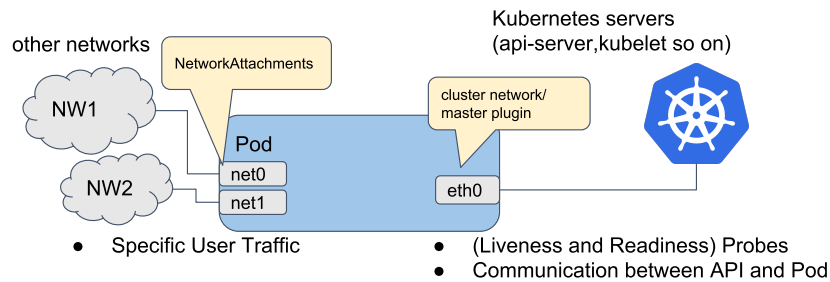 Kubernetes servers
(api-server,kubelet so on)
other networks
NetworkAttachments
cluster network/
master plugin
NW1
Pod
net0
NW2
net1
eth0
● Specific User Traffic
● (Liveness and Readiness) Probes
● Communication between API and Pod